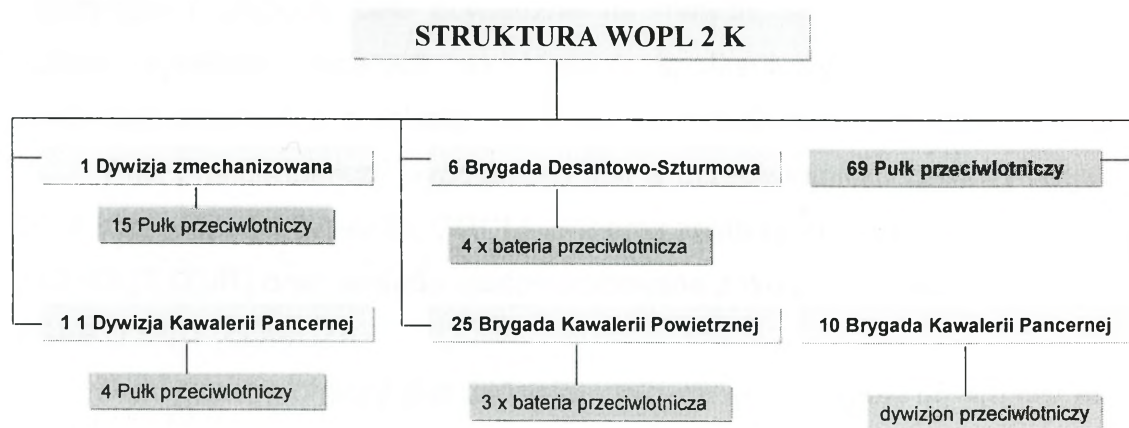 STRUKTURA WOPL 2 K
1 Dywizja zmechanizowana
6 Brygada Desantowo-Szturmowa
69 Pułk przeciwlotniczy
15 Pułk przeciwlotniczy
4 x bateria przeciwlotnicza
1 1 Dywizja Kawalerii Pancernej
25 Brygada Kawalerii Powietrznej
10 Brygada Kawalerii Pancernej
4 Pułk przeciwlotniczy
3 x bateria przeciwlotnicza
dywizjon przeciwlotniczy